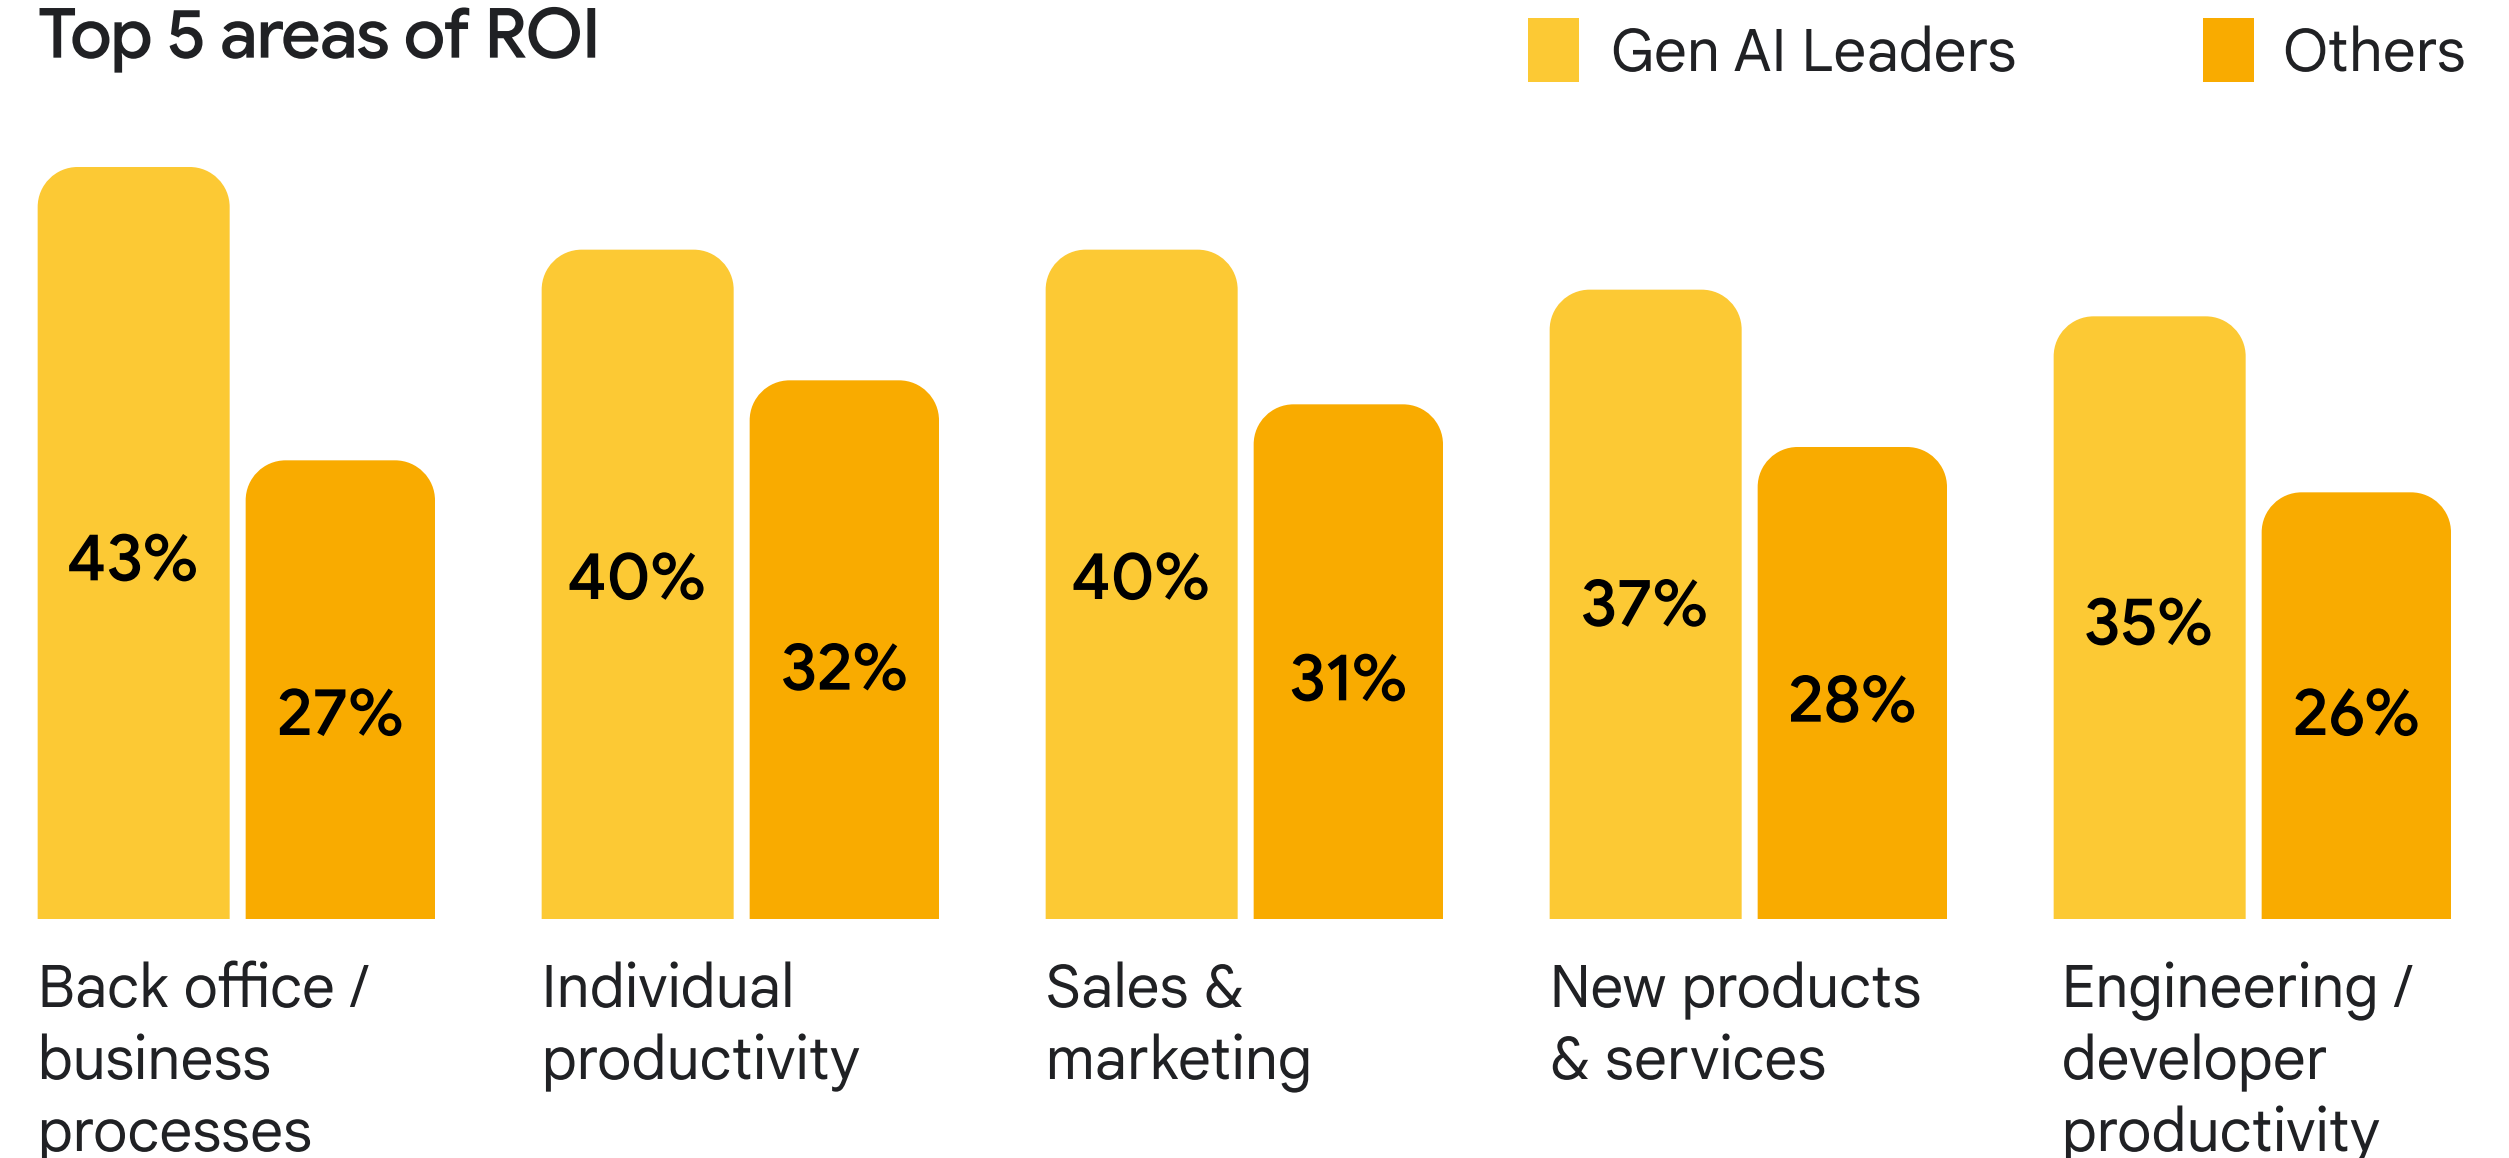 Top 5 areas of ROI
Gen AI Leaders
Others
43%
27%
40%
32%
40%
31%
37%
28%
35%
26%
Back office /
business
processes
Individual
productivity
Sales &
marketing
New products
& services
Engineering /
developer
productivity